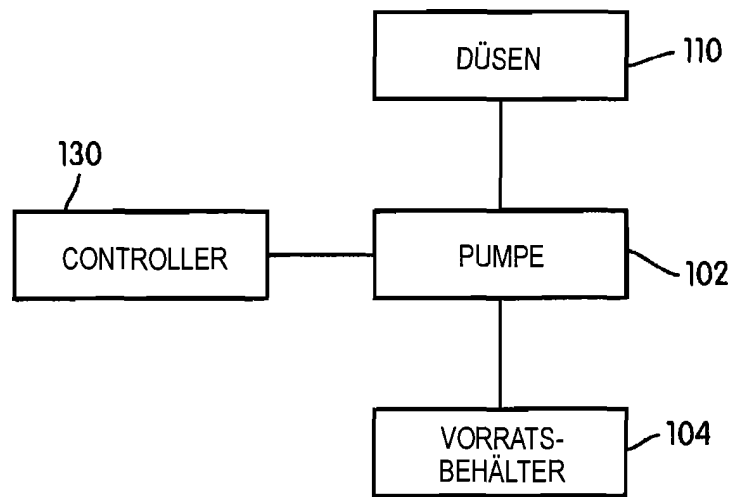 DÜSEN
110
130
CONTROLLER
PUMPE
102
VORRATS-
BEHÄLTER
104